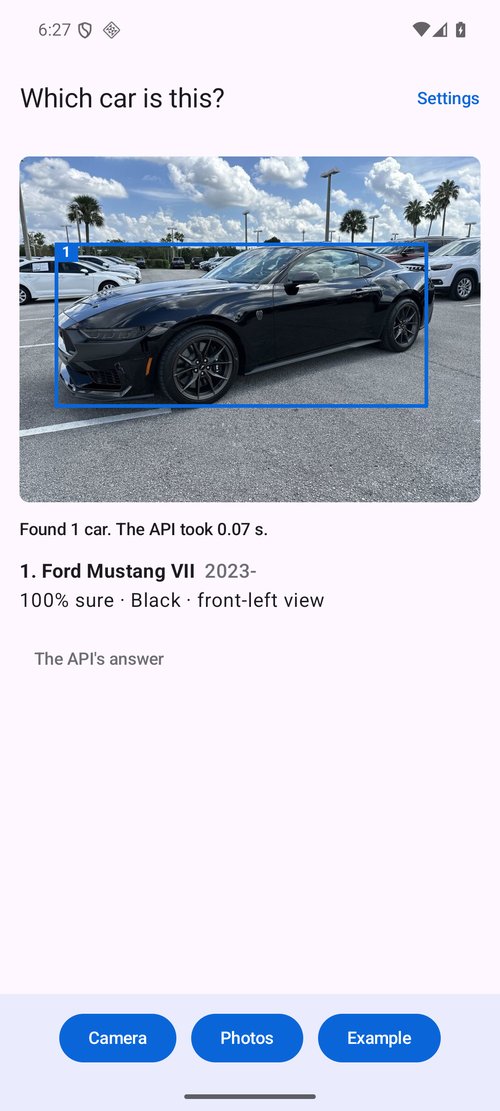 6:27
Which car is this?
Settings
1
Found 1 car. The API took 0.07 s.
1. Ford Mustang VII 2023-
100% sure · Black · front-left view
The API's answer
Camera
Photos
Example